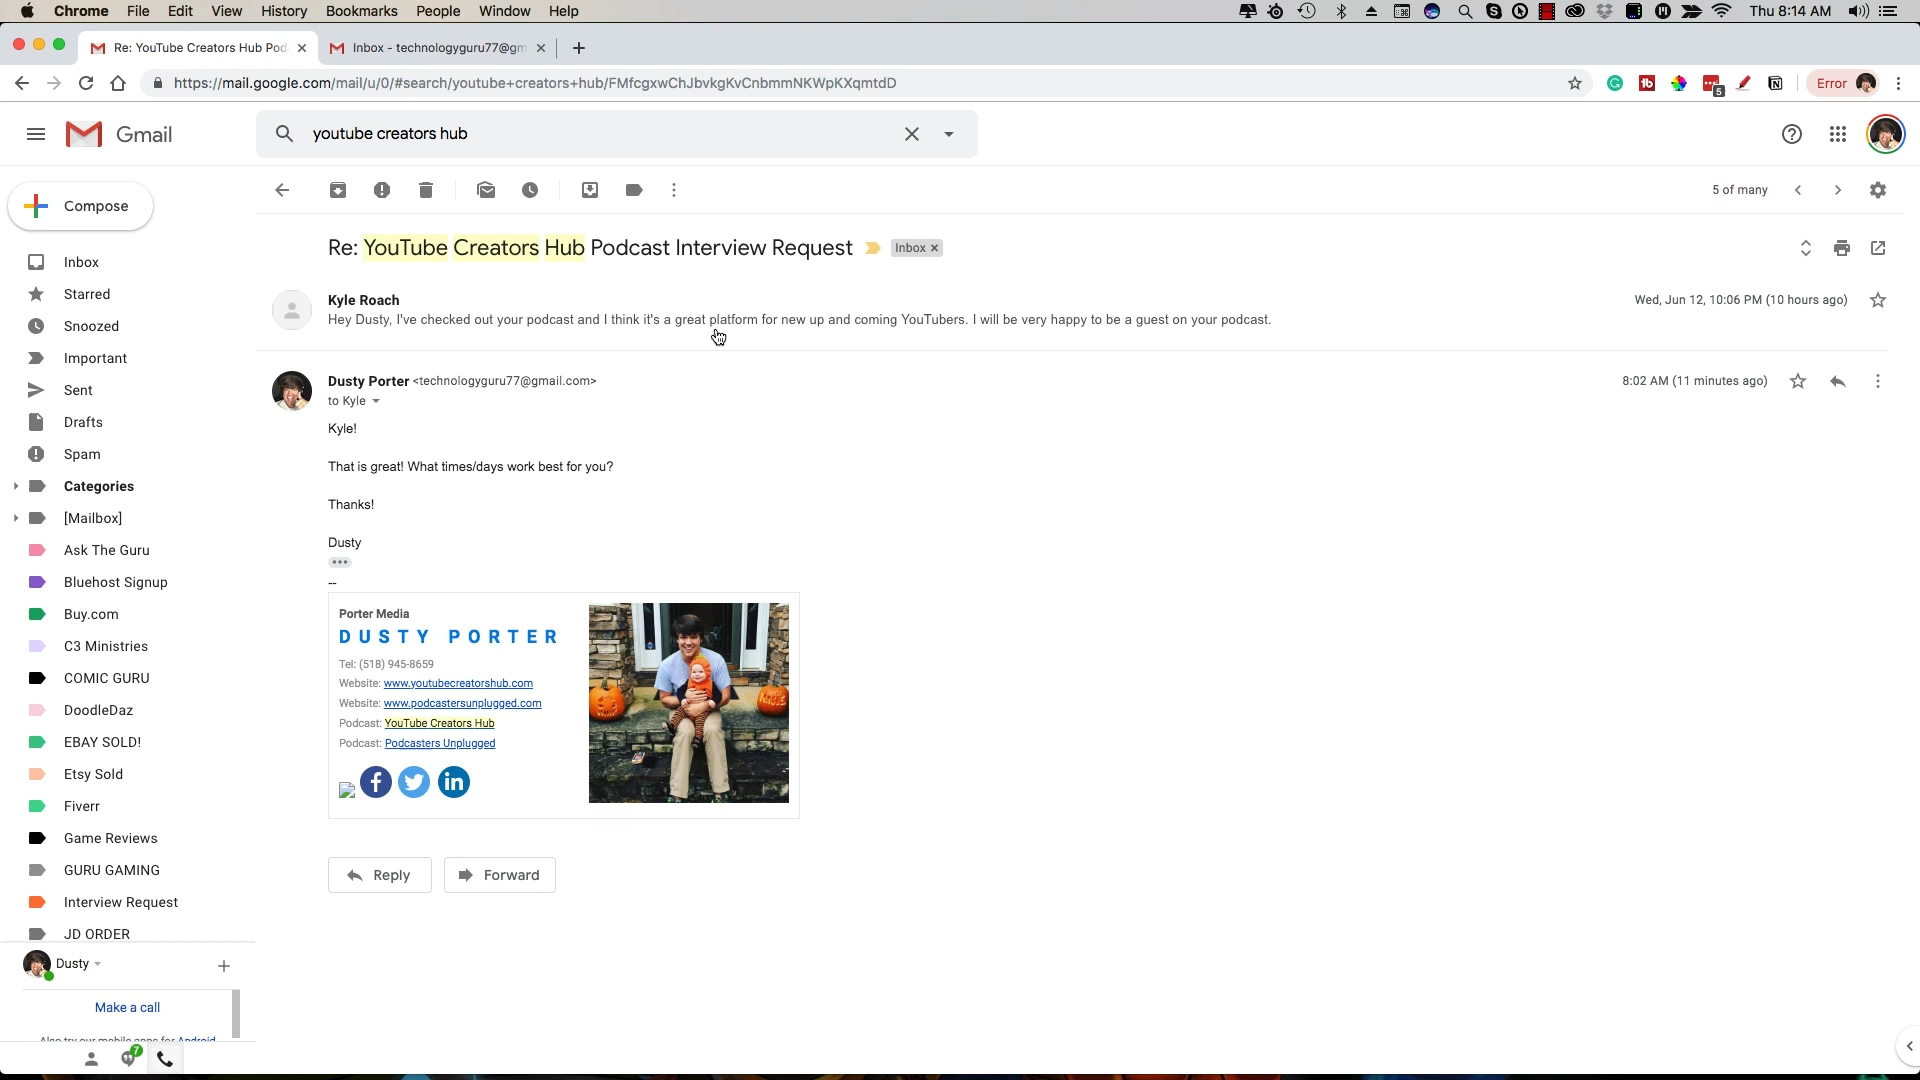 Chrome File Edit View History Bookmarks People Window Help Thu 8:14 AM
Re: YouTube Creators Hub Pod
Inbox - technologyguru77@gm
https://mail.google.com/mail/u/0/#search/youtube+creators+hub/FMfcgxwChJbvkgKvCnbmmNKWpKXqmtdD
5
Error
Gmail
youtube creators hub
Compose
5 of many
Re: YouTube Creators Hub Podcast Interview Request
Inbox
Kyle Roach
Wed, Jun 12, 10:06 PM (10 hours ago)
Hey Dusty, I've checked out your podcast and I think it's a great platform for new up and coming YouTubers. I will be very happy to be a guest on your podcast.
Dusty Porter <technologyguru77@gmail.com>
8:02 AM (11 minutes ago)
to Kyle
Kyle!
That is great! What times/days work best for you?
Thanks!
Dusty
--
Porter Media
DUSTY PORTER
Tel: (518) 945-8659
Website: www.youtubecreatorshub.com
Website: www.podcastersunplugged.com
Podcast: YouTube Creators Hub
Podcast: Podcasters Unplugged
Reply
Forward
Inbox
Starred
Snoozed
Important
Sent
Drafts
Spam
Categories
[Mailbox]
Ask The Guru
Bluehost Signup
Buy.com
C3 Ministries
COMIC GURU
DoodleDaz
EBAY SOLD!
Etsy Sold
Fiverr
Game Reviews
GURU GAMING
Interview Request
JD ORDER
Dusty
Make a call
Also try our mobile apps for Android
7